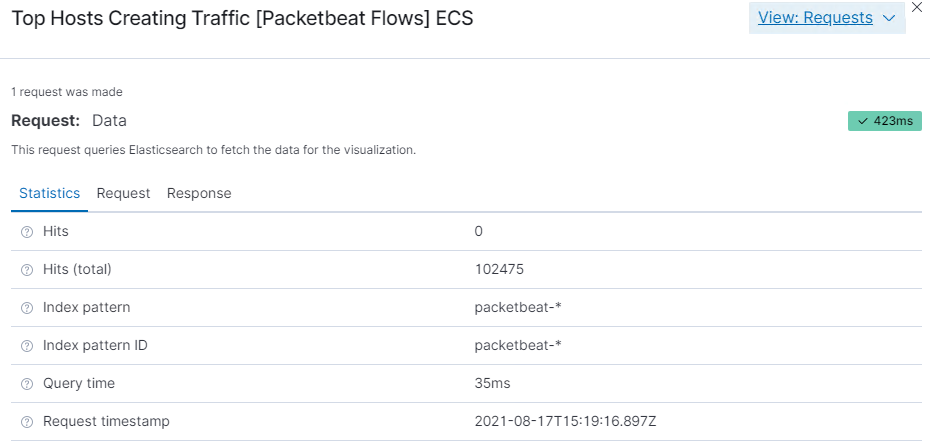 Top Hosts Creating Traffic [Packetbeat Flows] ECS
View: Requests
1 request was made
Request: Data
423ms
This request queries Elasticsearch to fetch the data for the visualization.
Statistics Request Response
Hits 0
Hits (total) 102475
Index pattern packetbeat-*
Index pattern ID packetbeat-*
Query time 35ms
Request timestamp 2021-08-17T15:19:16.897Z